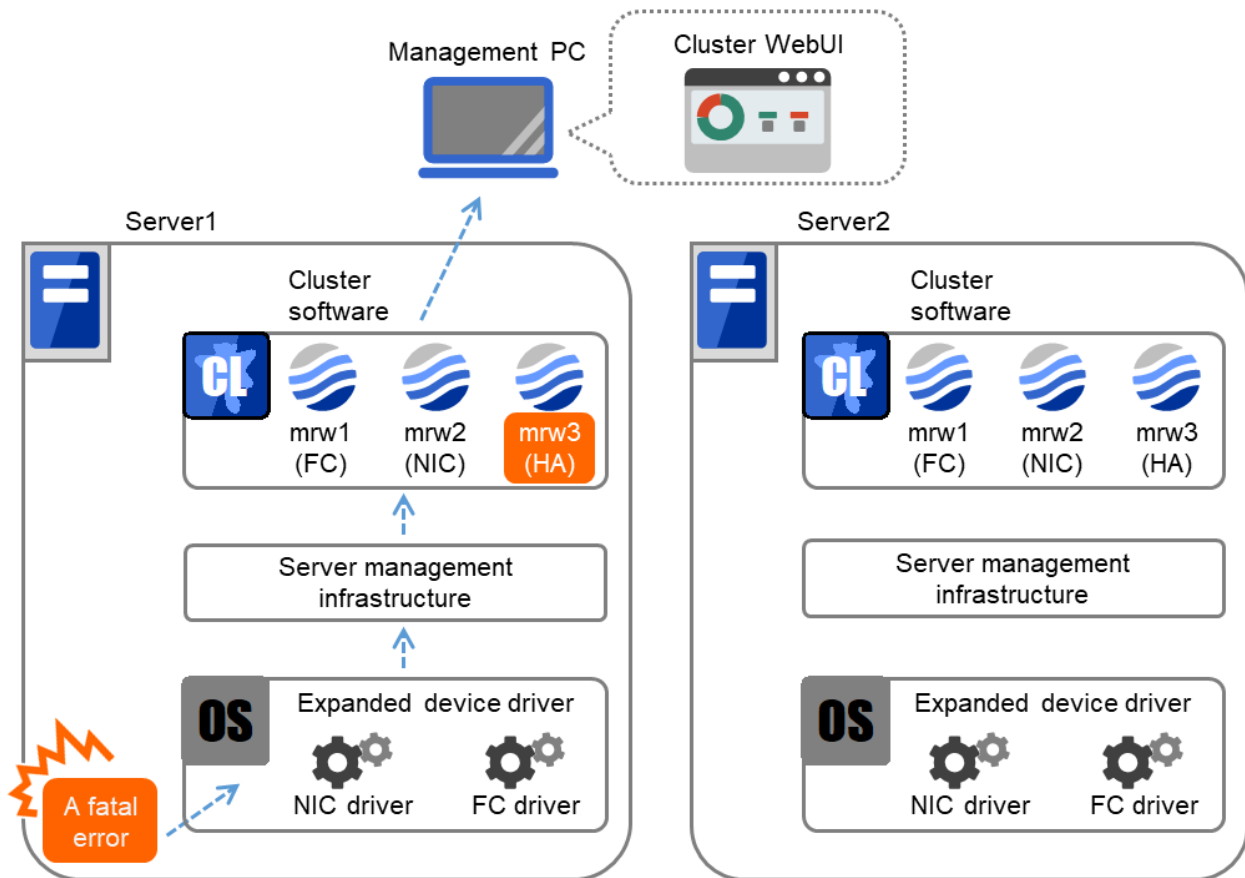 Management PC
Cluster WebUI
Server1
Cluster
software
CL
mrw1
(FC)
mrw2
(NIC)
mrw3
(HA)
Server management
infrastructure
OS
Expanded device driver
NIC driver
FC driver
A fatal
error
Server2
Cluster
software
CL
mrw1
(FC)
mrw2
(NIC)
mrw3
(HA)
Server management
infrastructure
OS
Expanded device driver
NIC driver
FC driver